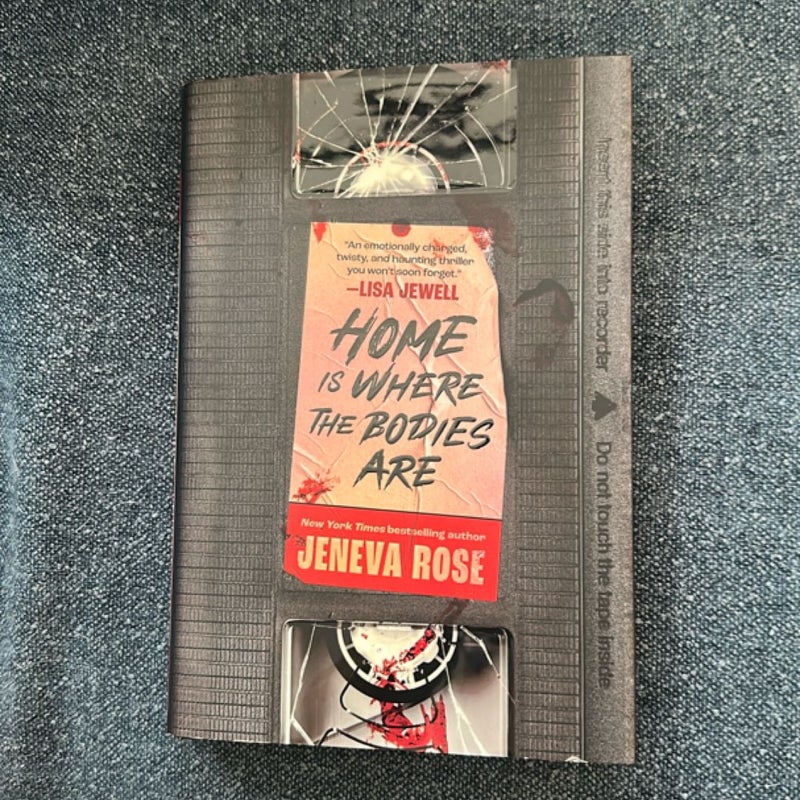 "An emotionally charged,
twisty, and haunting thriller
you won't soon forget."
—LISA JEWELL
HOME
IS WHERE
THE BODIES
ARE
New York Times bestselling author
JENEVA ROSE
Insert this side into recorder
Do not touch the tape inside